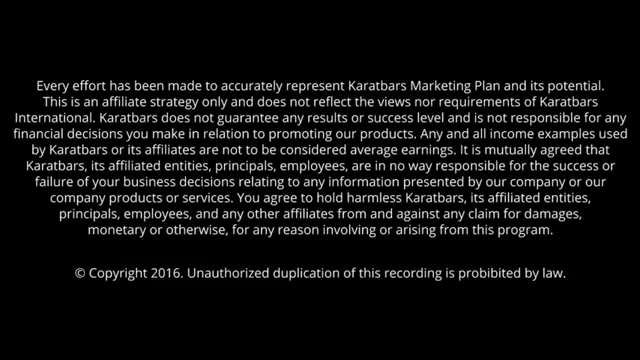 Every effort has been made to accurately represent Karatbars Marketing Plan and its potential.
This is an affiliate strategy only and does not reflect the views nor requirements of Karatbars
International. Karatbars does not guarantee any results or success level and is not responsible for any
financial decisions you make in relation to promoting our products. Any and all income examples used
by Karatbars or its affiliates are not to be considered average earnings. It is mutually agreed that
Karatbars, its affiliated entities, principals, employees, are in no way responsible for the success or
failure of your business decisions relating to any information presented by our company or our
company products or services. You agree to hold harmless Karatbars, its affiliated entities,
principals, employees, and any other affiliates from and against any claim for damages,
monetary or otherwise, for any reason involving or arising from this program.
© Copyright 2016. Unauthorized duplication of this recording is probibited by law.